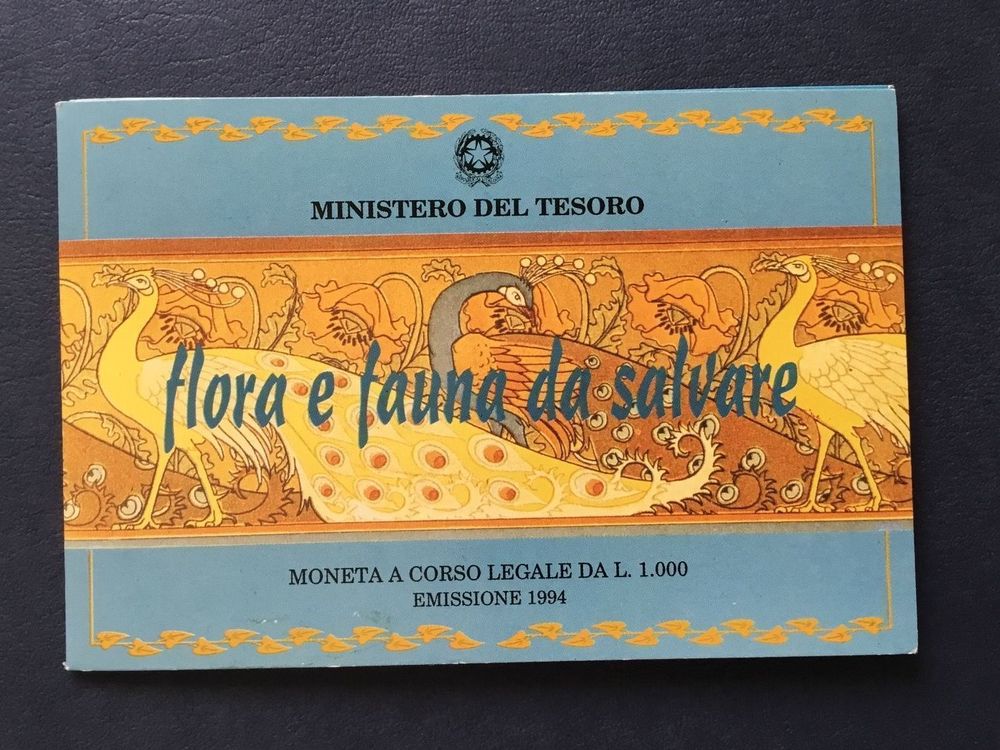 MINISTERO DEL TESORO
flora e fauna da salvare
MONETA A CORSO LEGALE DA L. 1.000
EMISSIONE 1994